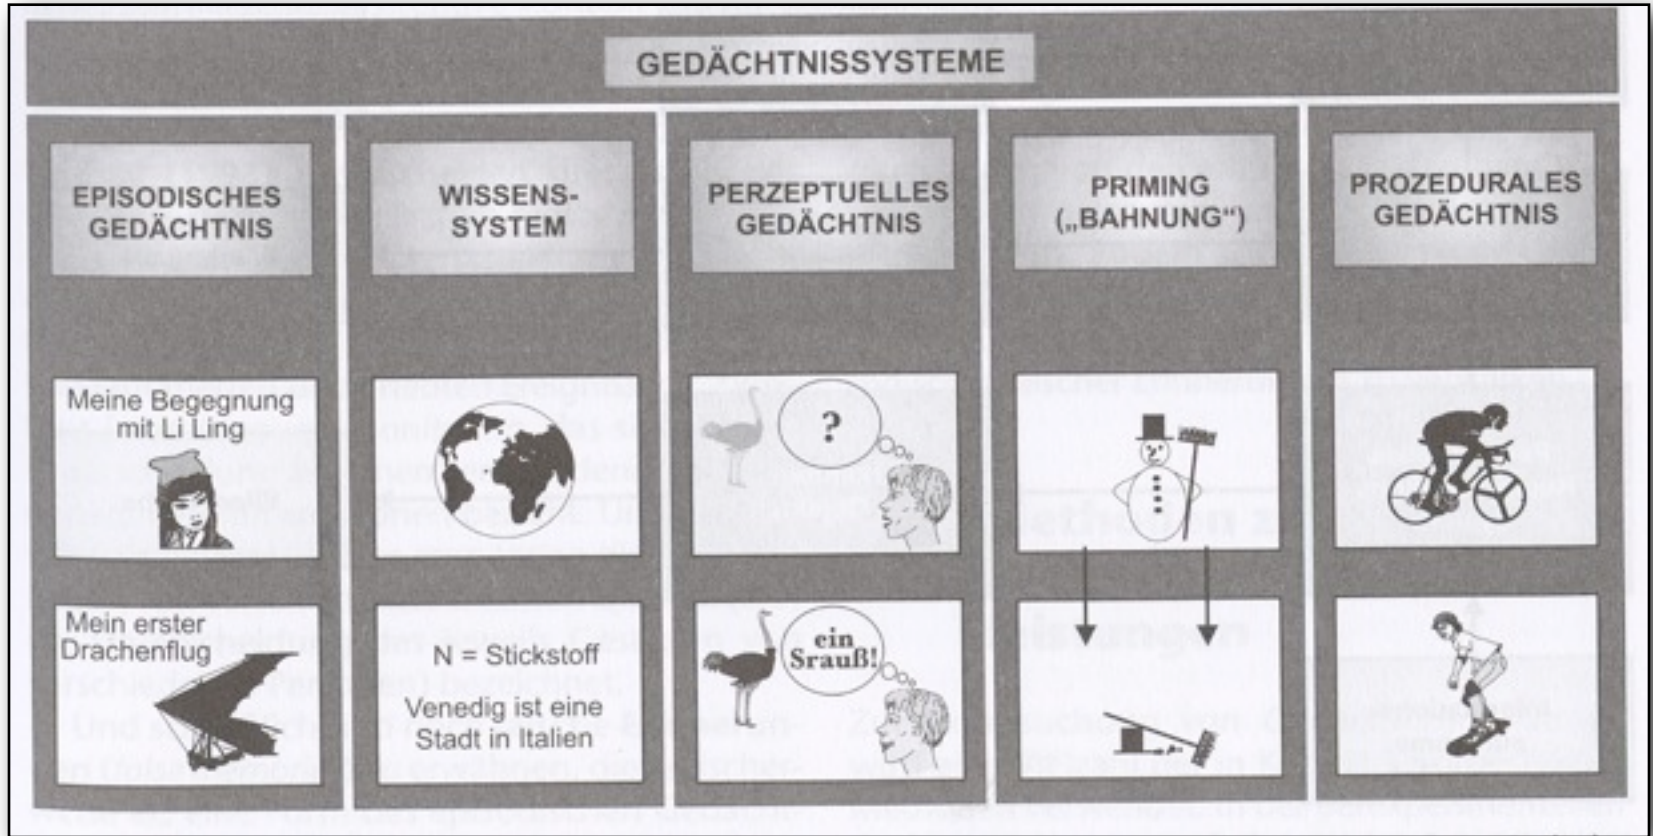 GEDÄCHTNISSYSTEME
EPISODISCHES
GEDÄCHTNIS
WISSENS-
SYSTEM
PERZEPTUELLES
GEDÄCHTNIS
PRIMING
(„BAHNUNG“)
PROZEDURALES
GEDÄCHTNIS
Meine Begegnung
mit Li Ling
?
Mein erster
Drachenflug
N = Stickstoff
Venedig ist eine
Stadt in Italien
ein
Srauß!